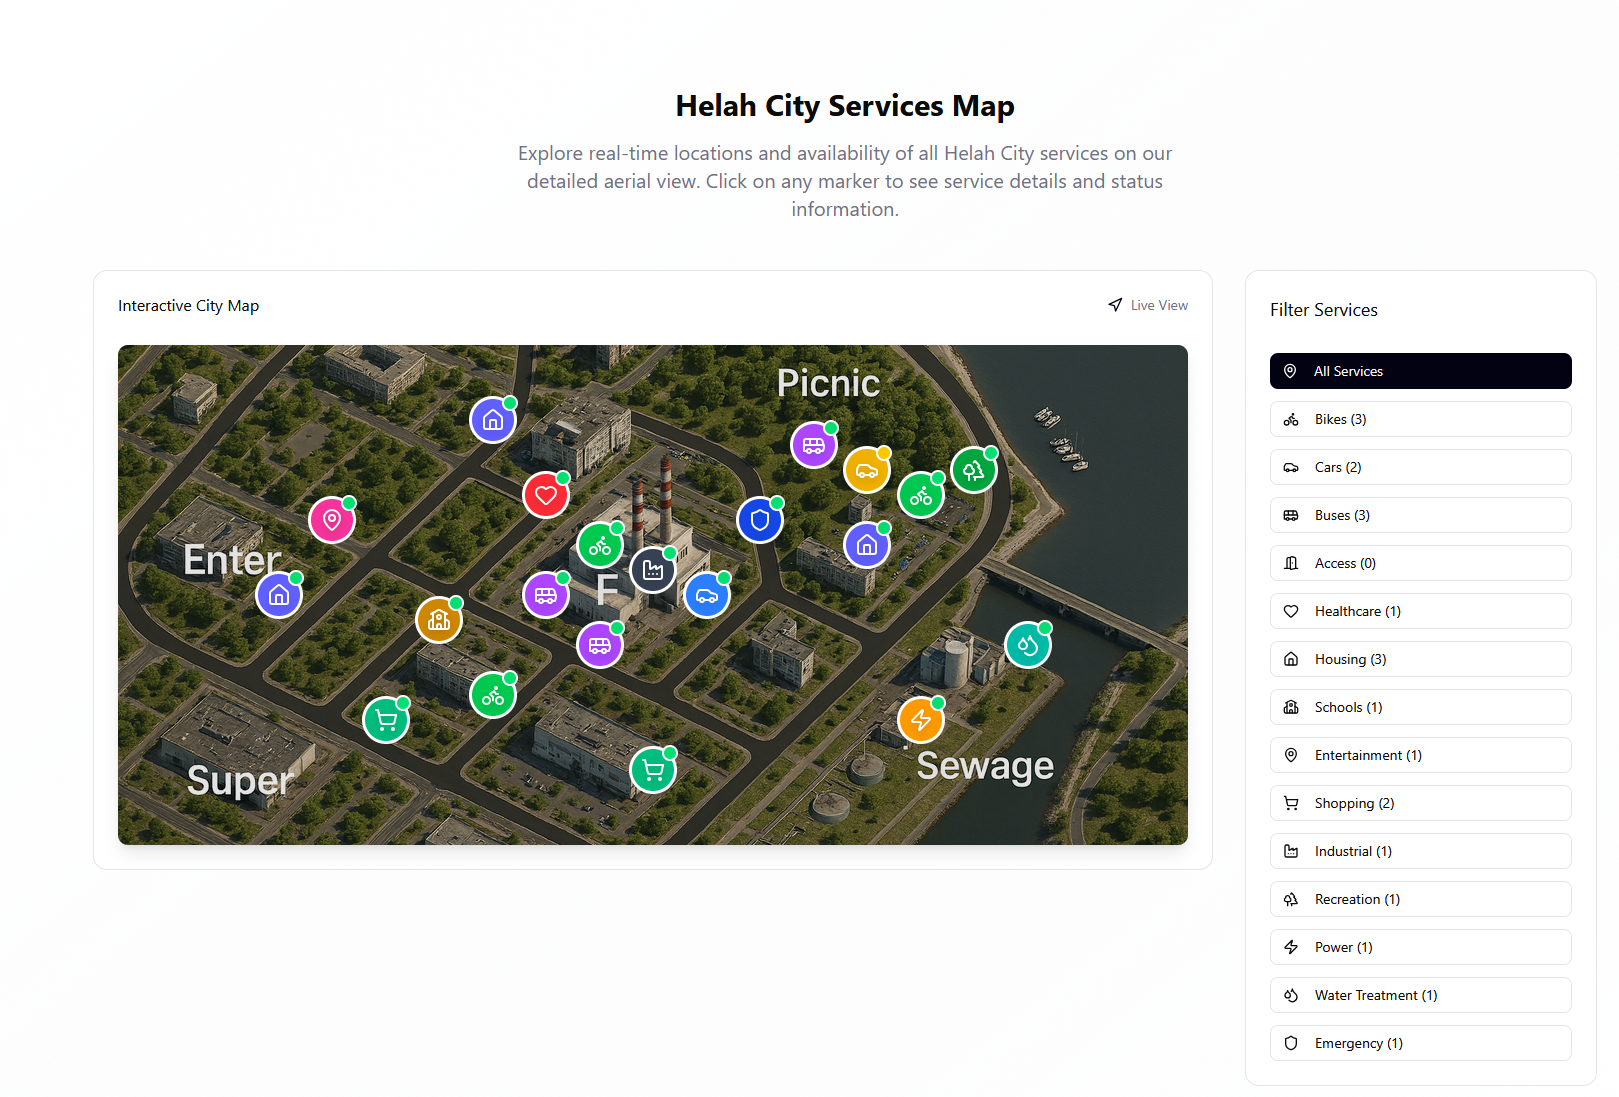 Helah City Services Map
Explore real-time locations and availability of all Helah City services on our
detailed aerial view. Click on any marker to see service details and status
information.
Interactive City Map
Live View
Picnic
Enter
F
Super
Sewage
Filter Services
All Services
Bikes (3)
Cars (2)
Buses (3)
Access (0)
Healthcare (1)
Housing (3)
Schools (1)
Entertainment (1)
Shopping (2)
Industrial (1)
Recreation (1)
Power (1)
Water Treatment (1)
Emergency (1)